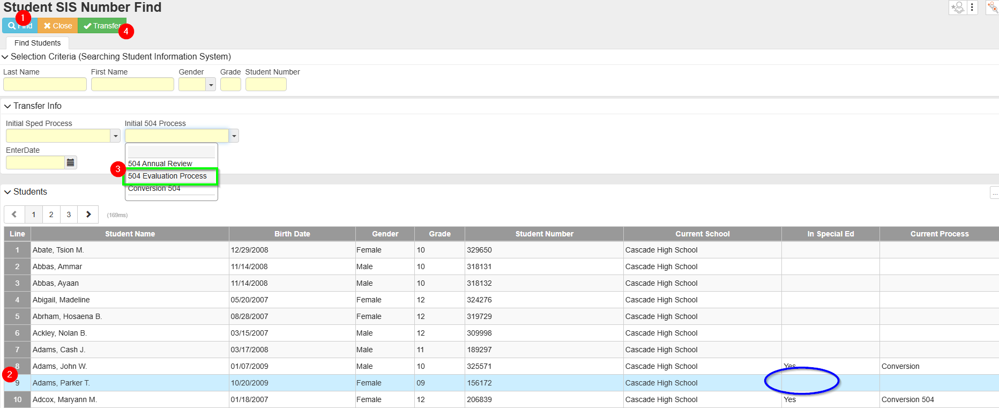 Student SIS Number Find
1
Find Close Transfer
4
Find Students
Selection Criteria (Searching Student Information System)
Last Name First Name Gender Grade Student Number
Transfer Info
Initial Sped Process Initial 504 Process
EnterDate
504 Annual Review
3
504 Evaluation Process
Conversion 504
Students
...
1 2 3 (169ms)
Line Student Name Birth Date Gender Grade Student Number Current School In Special Ed Current Process
1 Abate, Tsion M. 12/29/2008 Female 10 329650 Cascade High School
2 Abbas, Ammar 11/14/2008 Male 10 318131 Cascade High School
3 Abbas, Ayaan 11/14/2008 Male 10 318132 Cascade High School
4 Abigail, Madeline 05/20/2007 Female 12 324276 Cascade High School
5 Abrham, Hosaena B. 08/28/2007 Female 12 319729 Cascade High School
6 Ackley, Nolan B. 03/15/2007 Male 12 309998 Cascade High School
7 Adams, Cash J. 03/17/2008 Male 11 189297 Cascade High School
8 Adams, John W. 01/07/2009 Male 10 325571 Cascade High School Yes Conversion
2
9 Adams, Parker T. 10/20/2009 Female 09 156172 Cascade High School
10 Adcox, Maryann M. 01/18/2007 Female 12 206839 Cascade High School Yes Conversion 504